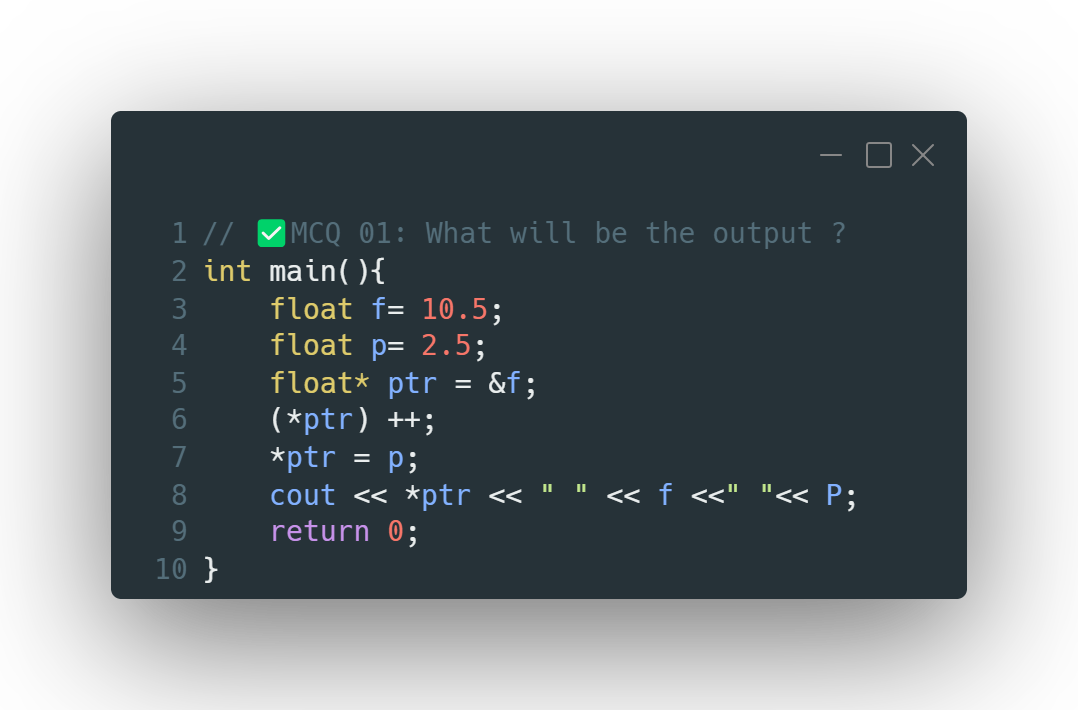 1 // ✅MCQ 01: What will be the output ?
2 int main(){
3     float f= 10.5;
4     float p= 2.5;
5     float* ptr = &f;
6     (*ptr) ++;
7     *ptr = p;
8     cout << *ptr << " " << f <<" "<< P;
9     return 0;
10 }